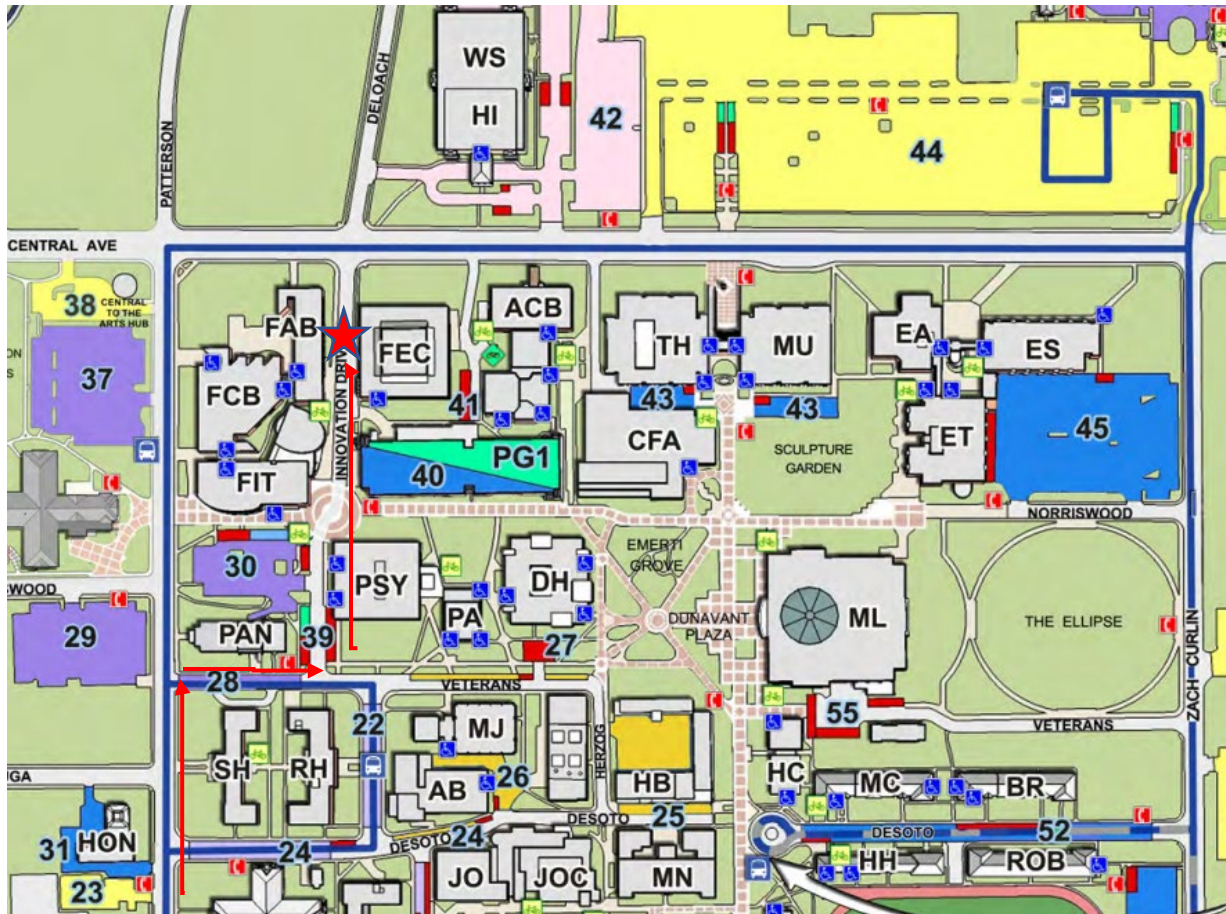 WS
HI
42
44
PATTERSON
DELOACH
CENTRAL AVE
38
CENTRAL
TO THE
ARTS HUB
37
FAB
FEC
ACB
TH
MU
EA
ES
FCB
INNOVATION DRIVE
41
43
43
CFA
SCULPTURE
GARDEN
ET
45
FIT
40
PG1
NORRISWOOD
30
PSY
DH
EMERTI
GROVE
PA
ML
WOOD
29
PAN
39
27
DUNAVANT
PLAZA
THE ELLIPSE
ZACH CURLIN
28
VETERANS
22
MJ
HERZOG
55
VETERANS
SH
RH
26
HC
MC
BR
UGA
AB
HB
HON
25
DESOTO
DESOTO
52
31
24
DESOTO
24
HH
ROB
23
JO
JOC
MN